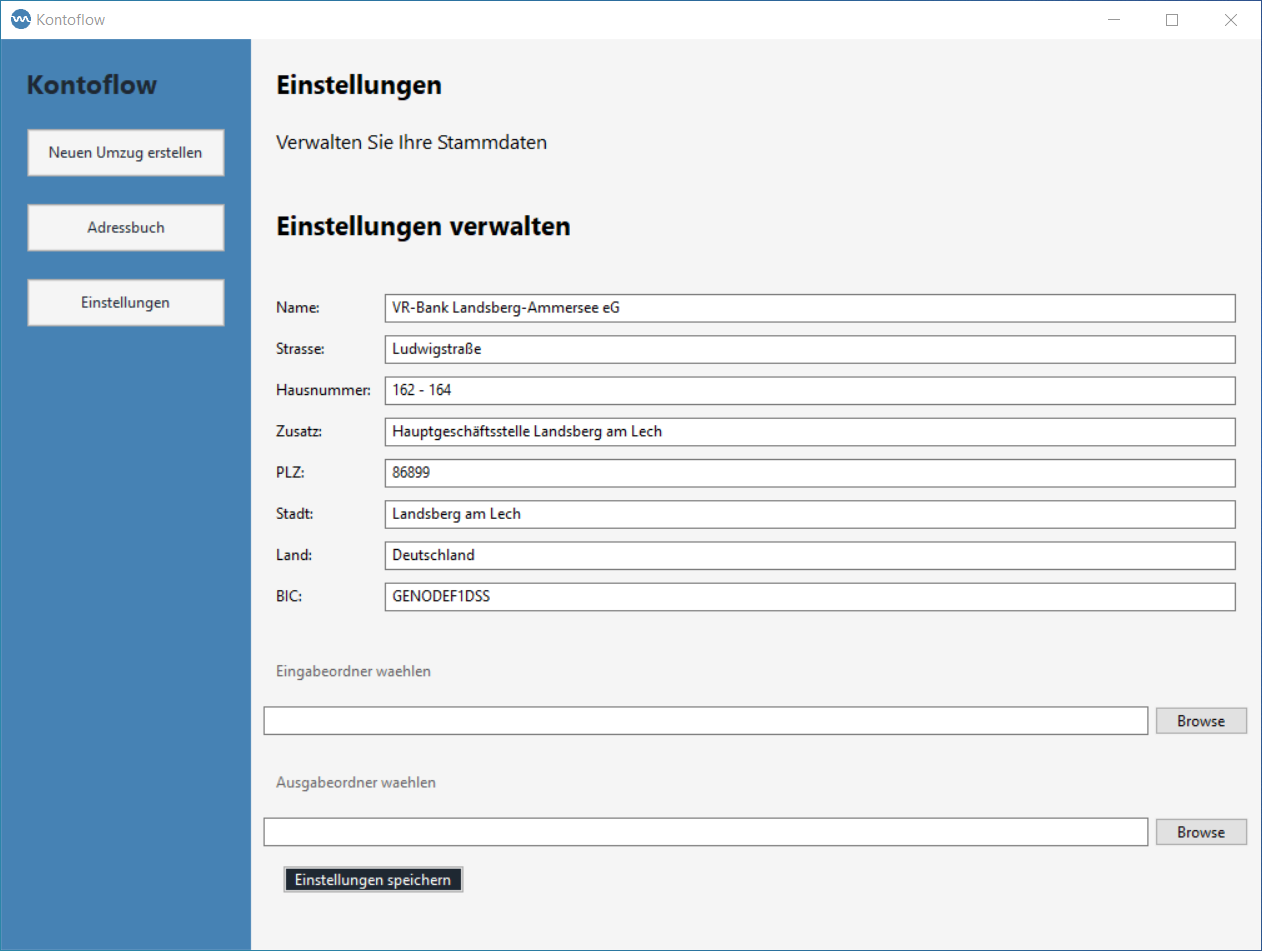 Kontoflow
Kontoflow
Neuen Umzug erstellen
Adressbuch
Einstellungen
Einstellungen
Verwalten Sie Ihre Stammdaten
Einstellungen verwalten
Name: VR-Bank Landsberg-Ammersee eG
Strasse: Ludwigstraße
Hausnummer: 162 - 164
Zusatz: Hauptgeschäftsstelle Landsberg am Lech
PLZ: 86899
Stadt: Landsberg am Lech
Land: Deutschland
BIC: GENODEF1DSS
Eingabeordner waehlen
Browse
Ausgabeordner waehlen
Browse
Einstellungen speichern